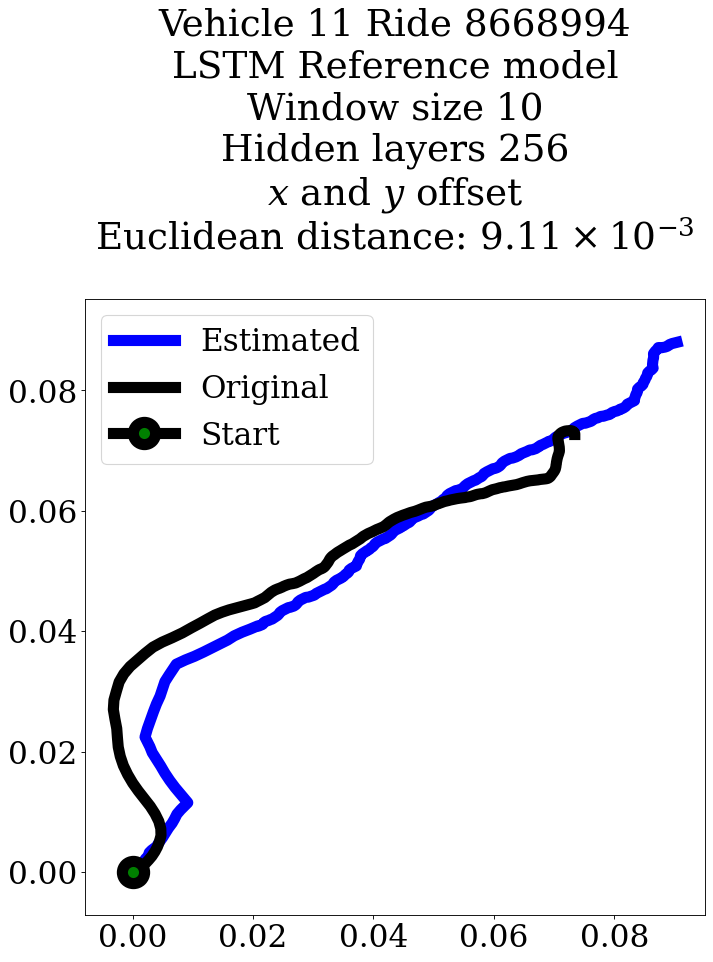 Vehicle 11 Ride 8668994
LSTM Reference model
Window size 10
Hidden layers 256
x and y offset
Euclidean distance: 9.11 × 10⁻³
Estimated
Original
Start
0.08
0.06
0.04
0.02
0.00
0.00 0.02 0.04 0.06 0.08